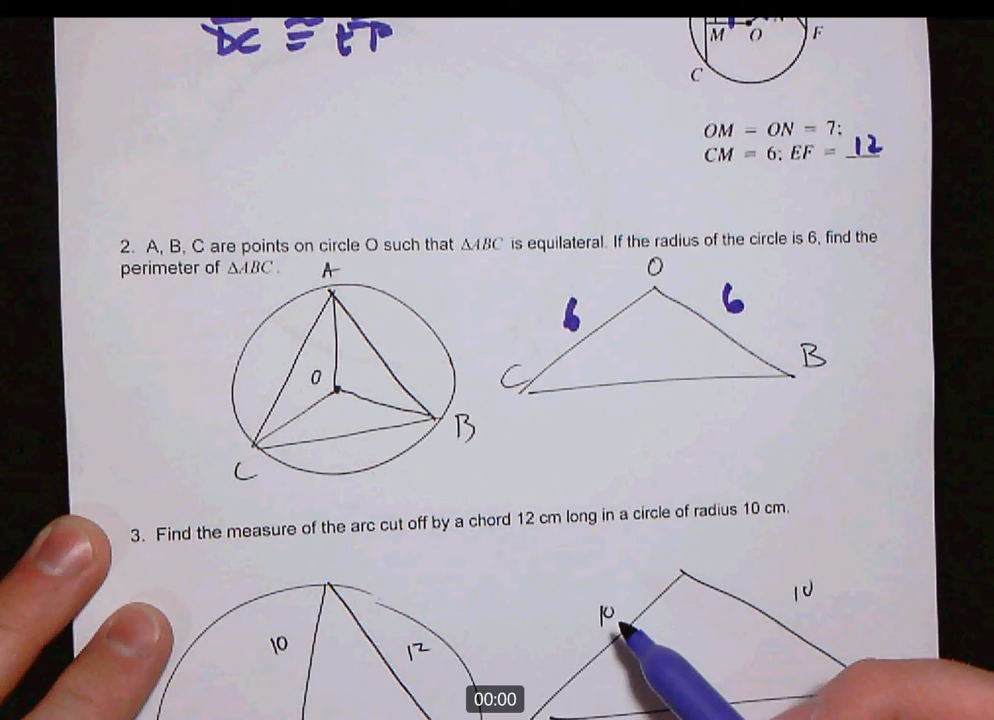 DC ≅ EF
M O F
C
OM = ON = 7;
CM = 6; EF = 12
2. A, B, C are points on circle O such that ΔABC is equilateral. If the radius of the circle is 6, find the
perimeter of ΔABC.
A
O
B
C
O
6 6
C B
3. Find the measure of the arc cut off by a chord 12 cm long in a circle of radius 10 cm.
10 12
10 10
00:00